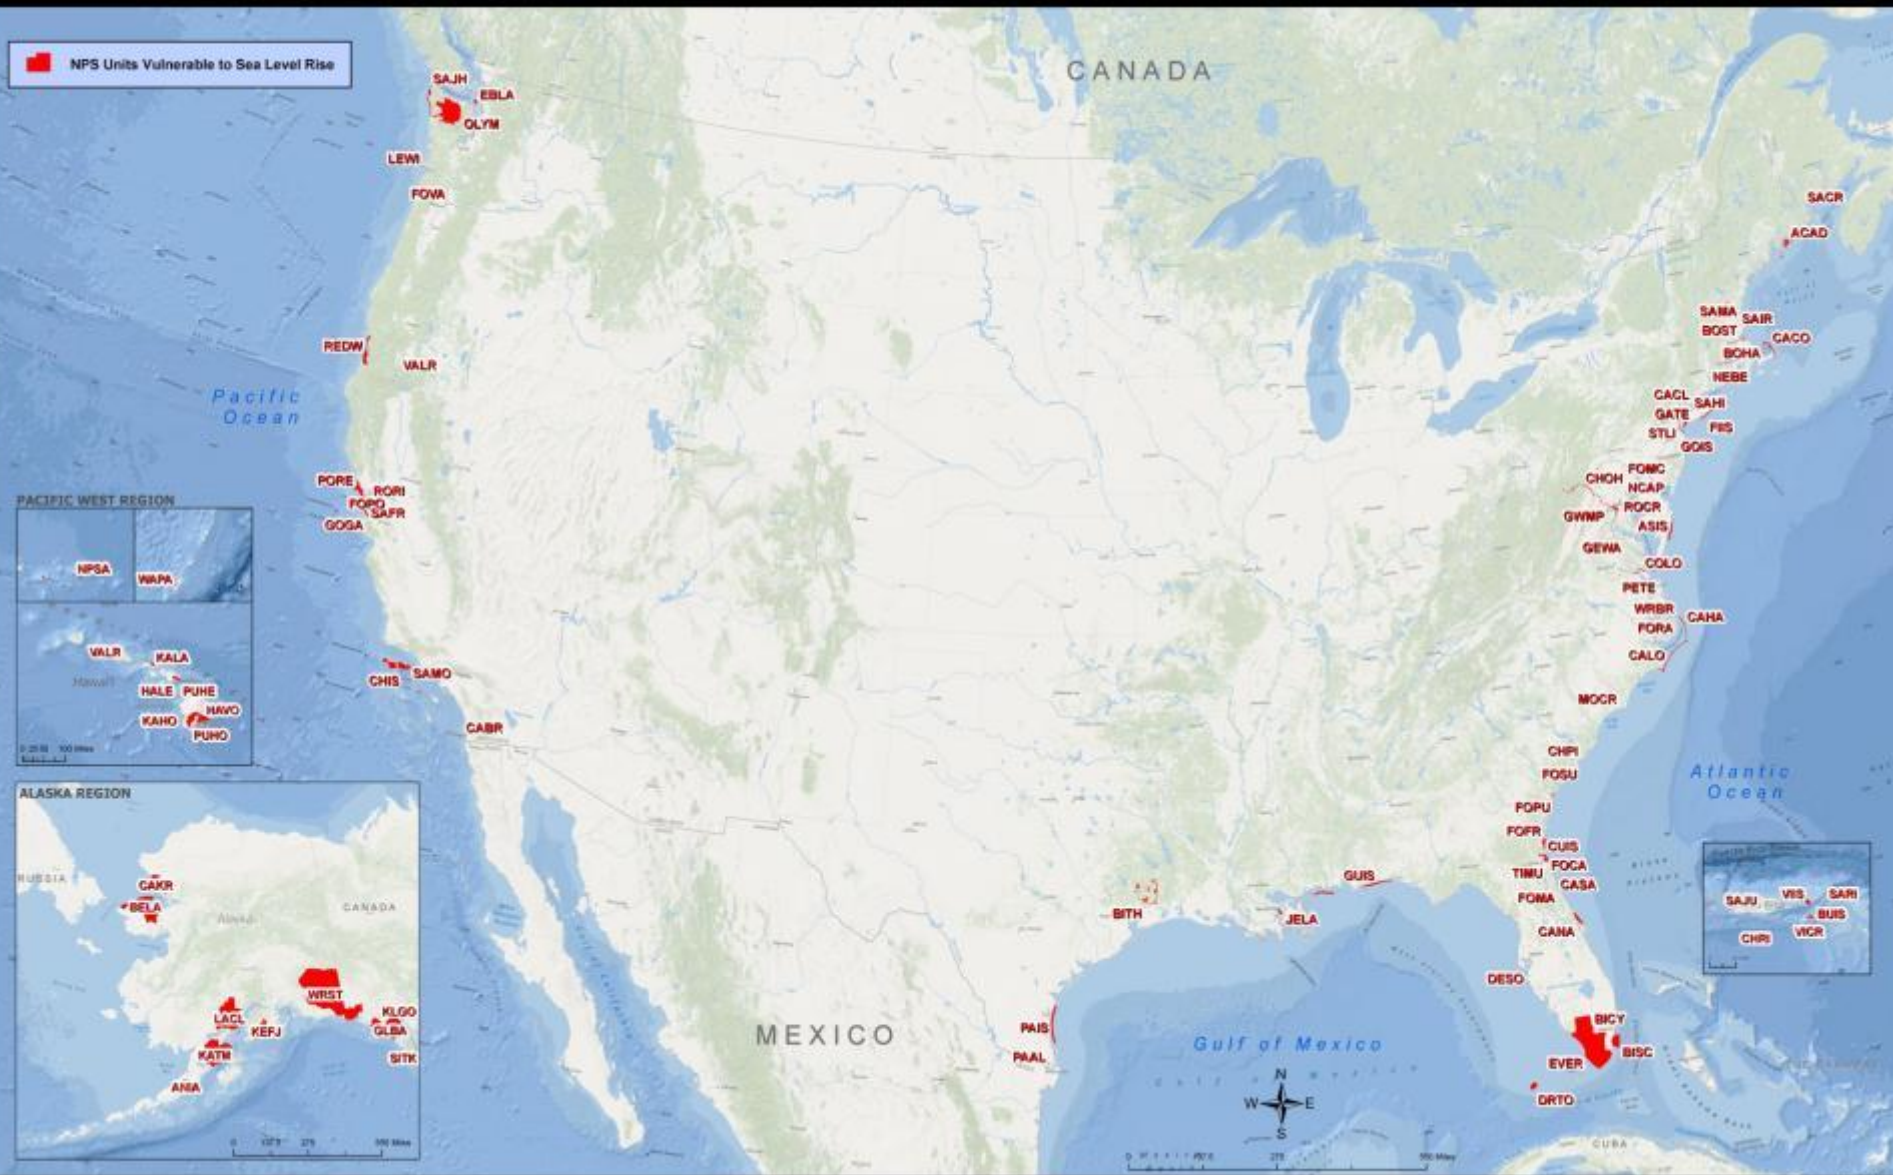 NPS Units Vulnerable to Sea Level Rise
CANADA
SAJH
EBLA
OLYM
LEWI
FOVA
SACR
ACAD
SAMA
SAIR
BOST
CACO
BOHA
NEBE
REDW
VALR
Pacific
Ocean
CACL
SAHI
GATE
FIIS
STLI
GOIS
FOMC
CHOH
NCAP
ROCR
GWMP
ASIS
GEWA
COLO
PETE
WRBR
CAHA
FORA
CALO
MOCR
PORE
RORI
FOPO
SAFR
GOGA
PACIFIC WEST REGION
NPSA
WAPA
VALR
KALA
Hawai'i
HALE
PUHE
HAVO
KAHO
PUHO
CHIS
SAMO
CABR
CHPI
FOSU
Atlantic
Ocean
FOPU
FOFR
CUIS
FOCA
TIMU
CASA
FOMA
CANA
GUIS
BITH
JELA
DESO
SAJU
VIIS
SARI
BUIS
VICR
CHRI
ALASKA REGION
RUSSIA
CAKR
BELA
Alaska
CANADA
WRST
LACL
KEFJ
KLGO
GLBA
KATM
SITK
ANIA
PAIS
PAAL
MEXICO
Gulf of Mexico
BICY
BISC
EVER
DRTO
N
W E
S
CUBA